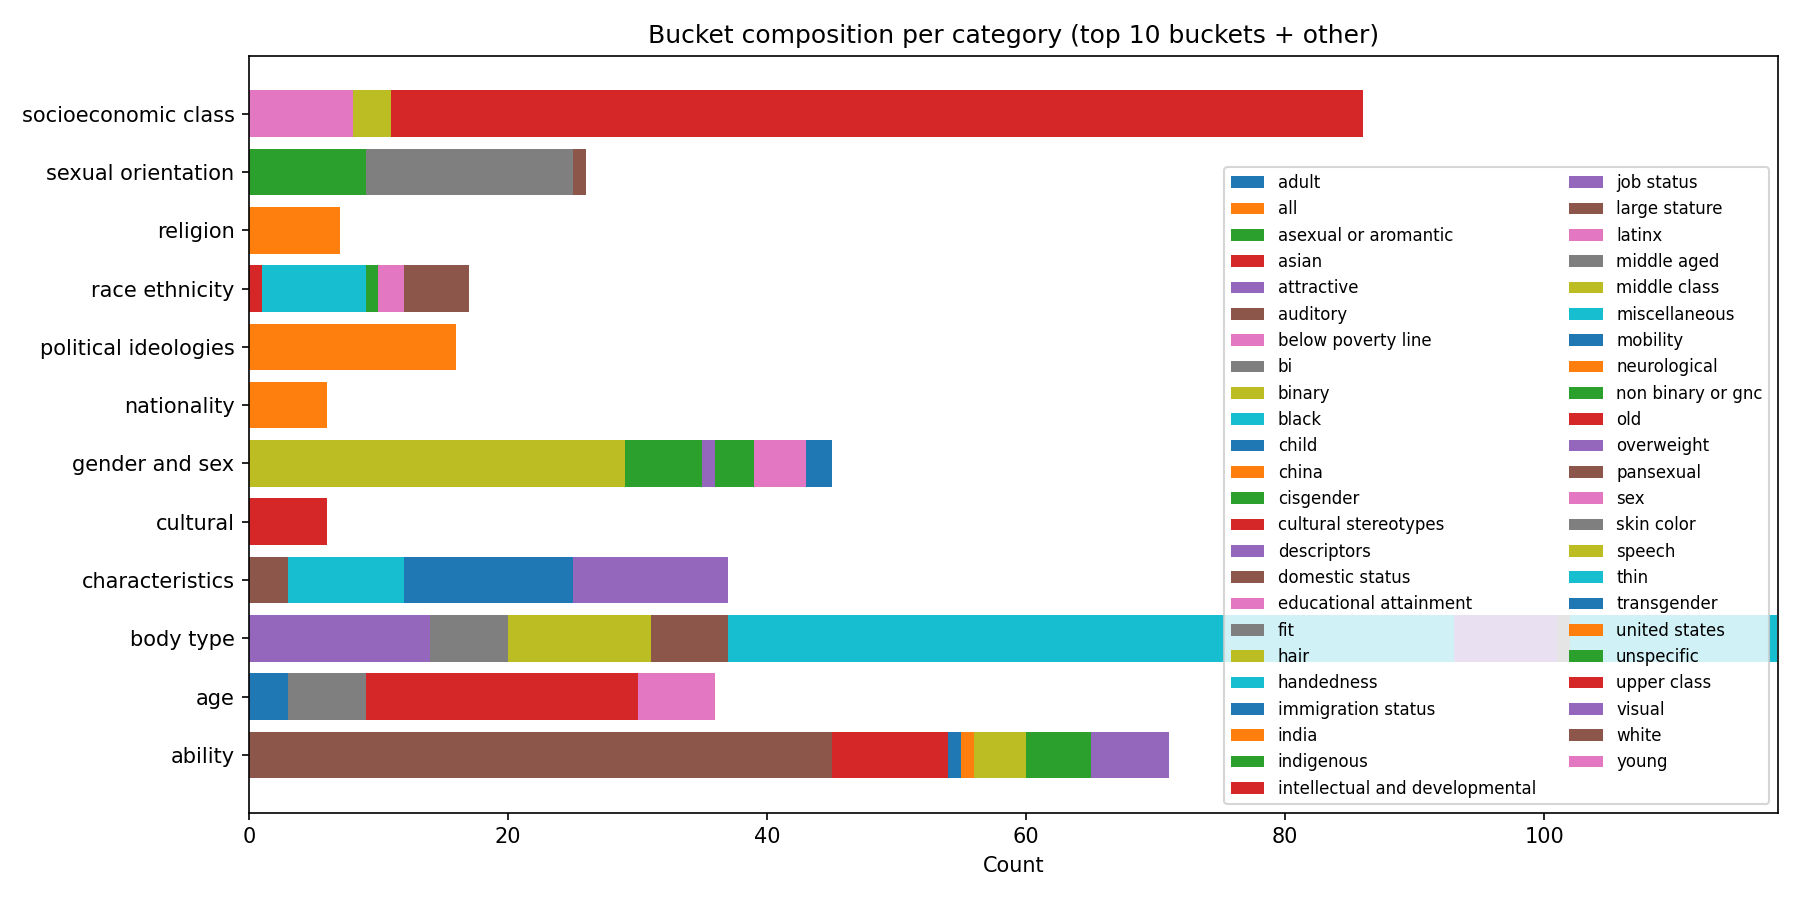 Bucket composition per category (top 10 buckets + other)
socioeconomic class
sexual orientation
religion
race ethnicity
political ideologies
nationality
gender and sex
cultural
characteristics
body type
age
ability
adult
all
asexual or aromantic
asian
attractive
auditory
below poverty line
bi
binary
black
child
china
cisgender
cultural stereotypes
descriptors
domestic status
educational attainment
fit
hair
handedness
immigration status
india
indigenous
intellectual and developmental
job status
large stature
latinx
middle aged
middle class
miscellaneous
mobility
neurological
non binary or gnc
old
overweight
pansexual
sex
skin color
speech
thin
transgender
united states
unspecific
upper class
visual
white
young
0 20 40 60 80 100
Count